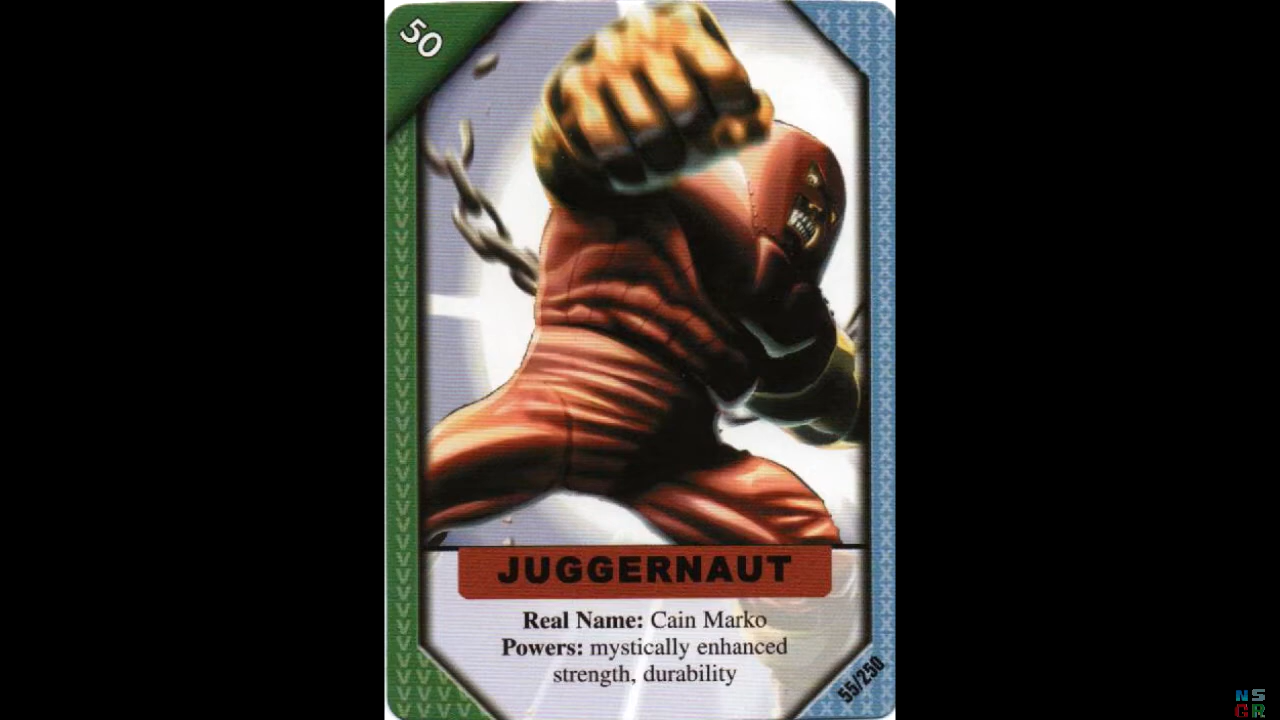 50
JUGGERNAUT
Real Name: Cain Marko
Powers: mystically enhanced
strength, durability
55/250
NS
GR